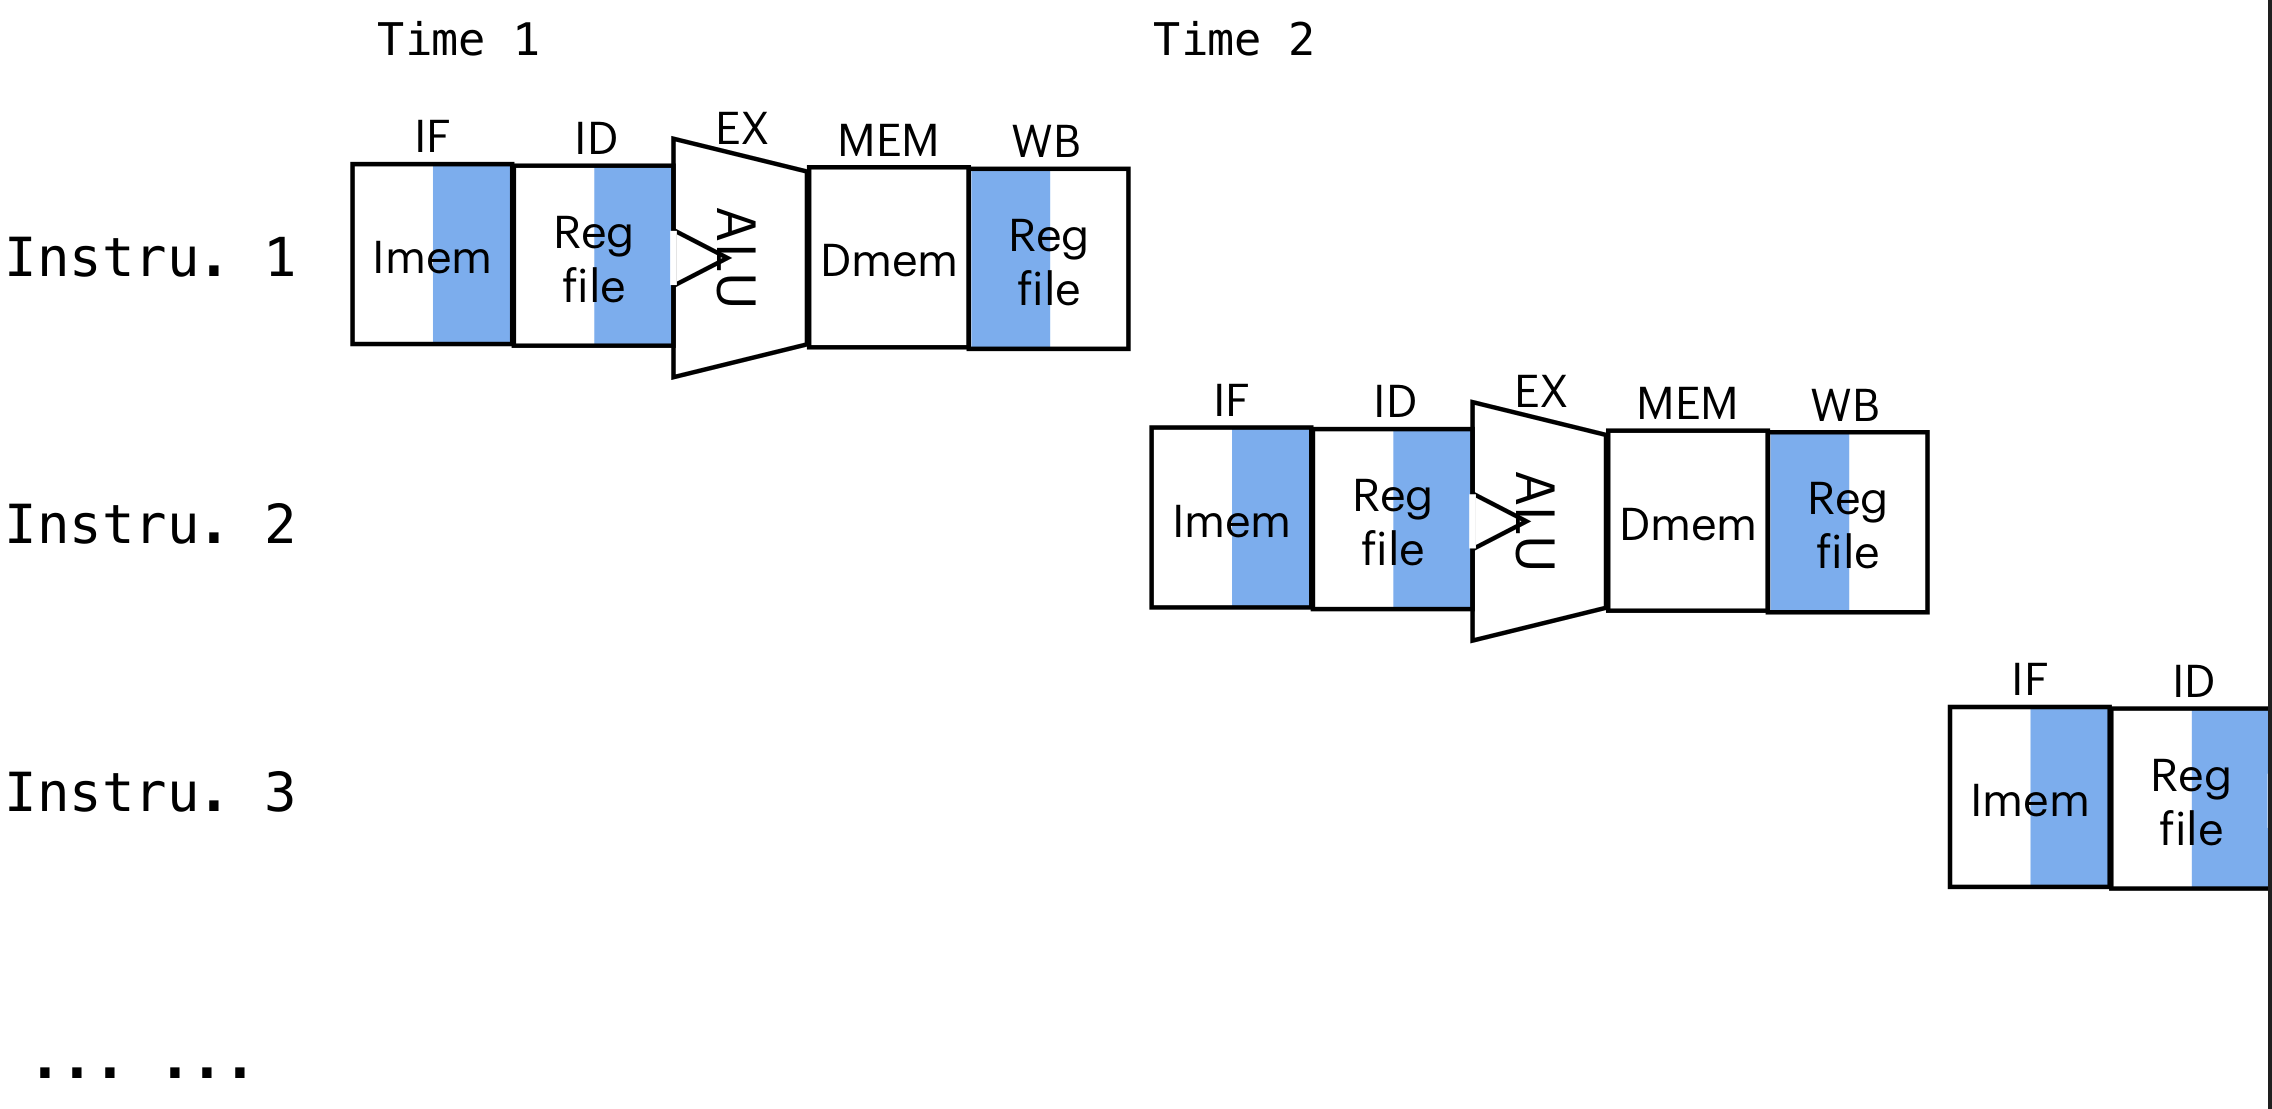 Time 1 Time 2
IF ID EX MEM WB
Instru. 1 Imem Reg file ALU Dmem Reg file
IF ID EX MEM WB
Instru. 2 Imem Reg file ALU Dmem Reg file
IF ID
Instru. 3 Imem Reg file
... ...